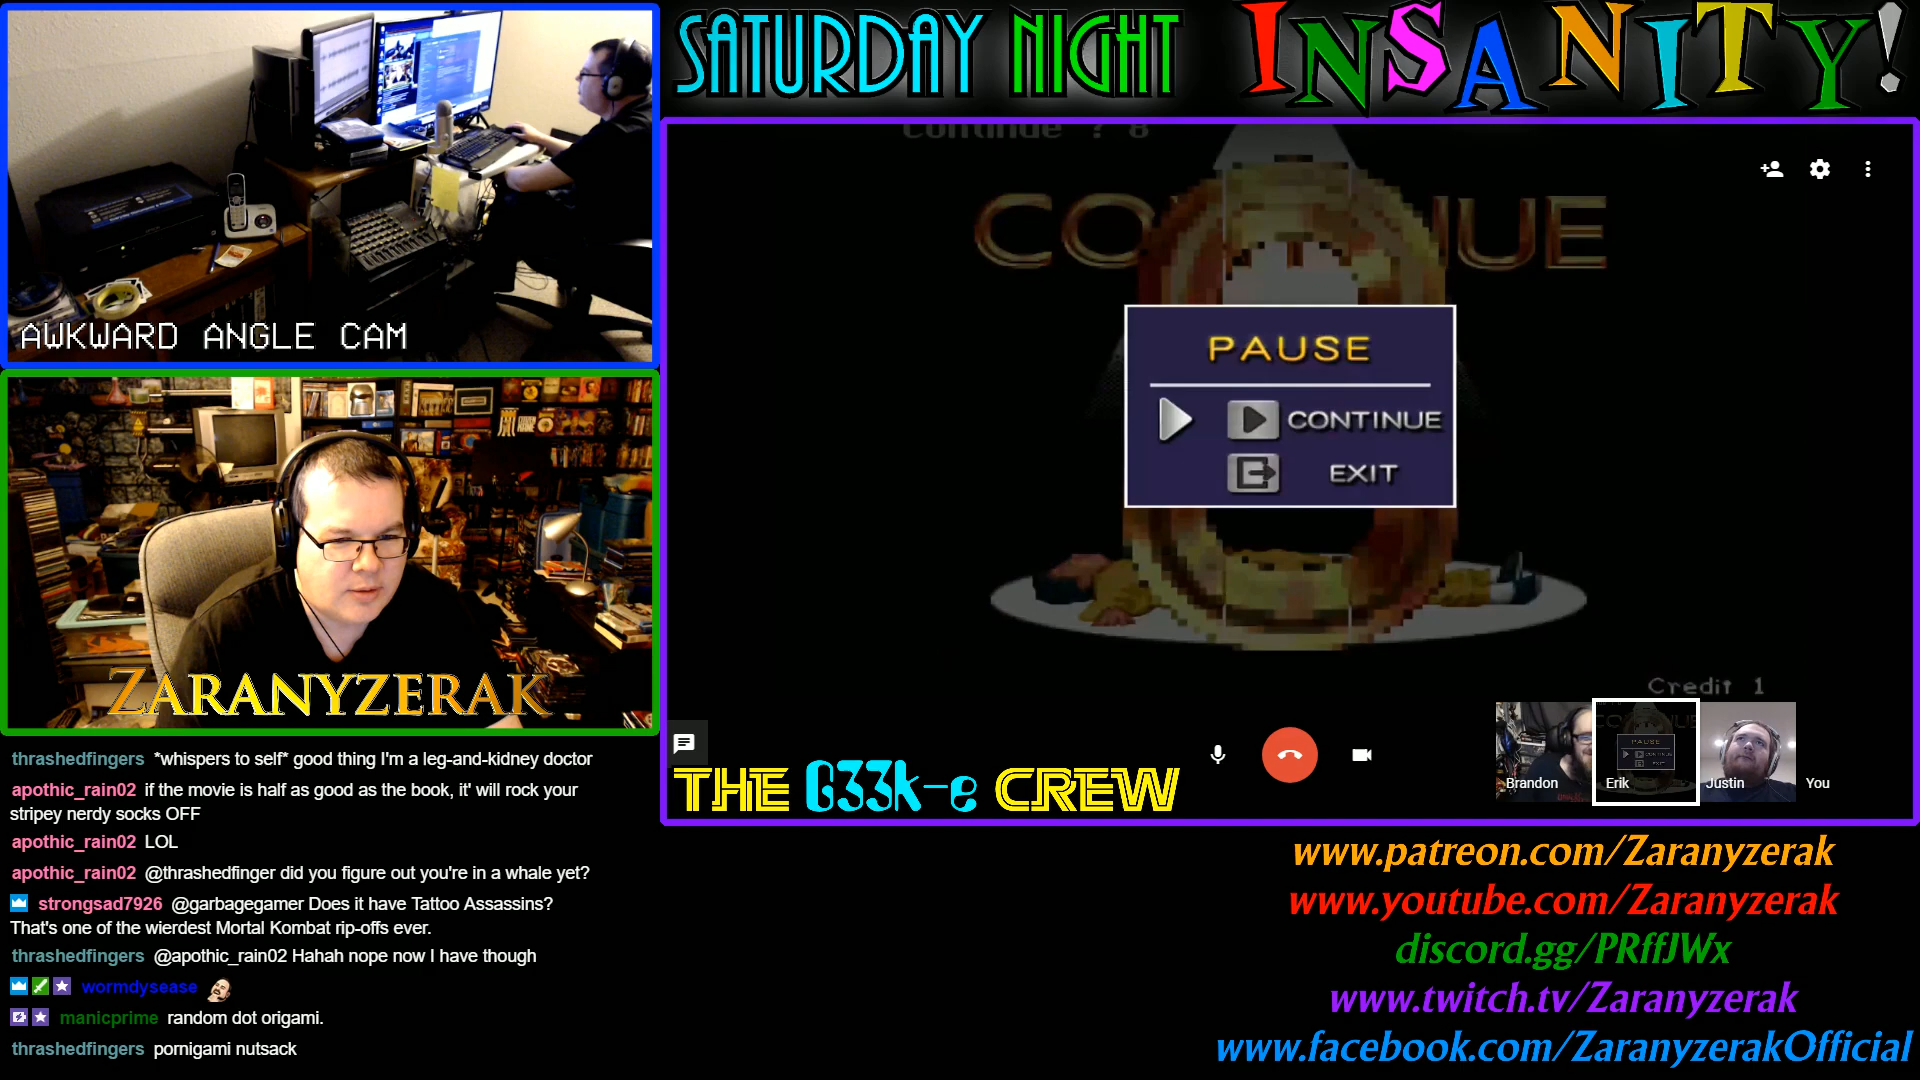 SATURDAY NIGHT INSANITY!
AWKWARD ANGLE CAM
ZARANYZERAK
Continue ? 8
CONTINUE
PAUSE
CONTINUE
EXIT
Credit 1
Brandon
Erik
Justin
You
THE G33k-e CREW
thrashedfingers *whispers to self* good thing I'm a leg-and-kidney doctor
apothic_rain02 if the movie is half as good as the book, it' will rock your
stripey nerdy socks OFF
apothic_rain02 LOL
apothic_rain02 @thrashedfinger did you figure out you're in a whale yet?
strongsad7926 @garbagegamer Does it have Tattoo Assassins?
That's one of the wierdest Mortal Kombat rip-offs ever.
thrashedfingers @apothic_rain02 Hahah nope now I have though
wormdysease
manicprime random dot origami.
thrashedfingers pornigami nutsack
www.patreon.com/Zaranyzerak
www.youtube.com/Zaranyzerak
discord.gg/PRffJWx
www.twitch.tv/Zaranyzerak
www.facebook.com/ZaranyzerakOfficial